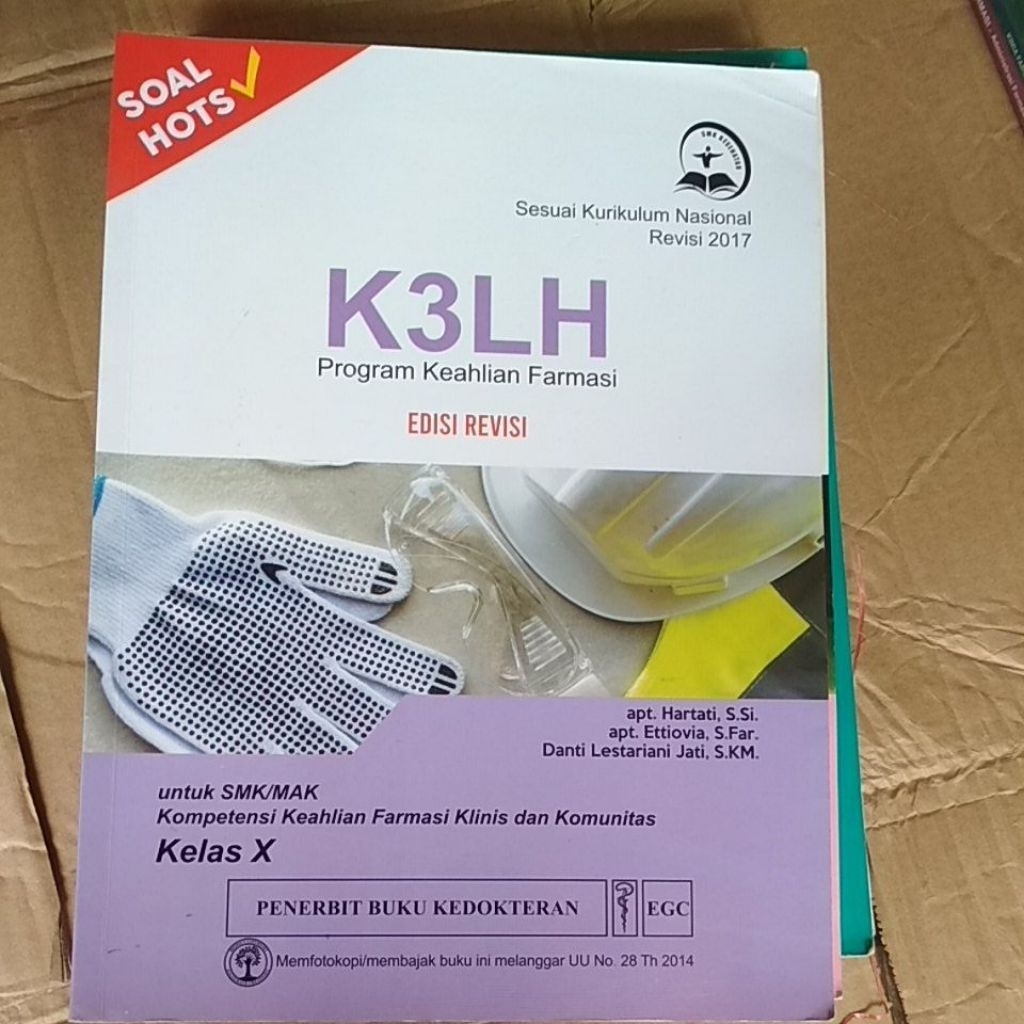 SOAL
HOTS
SMK KESEHATAN
Sesuai Kurikulum Nasional
Revisi 2017
K3LH
Program Keahlian Farmasi
EDISI REVISI
apt. Hartati, S.Si.
apt. Ettiovia, S.Far.
Danti Lestariani Jati, S.KM.
untuk SMK/MAK
Kompetensi Keahlian Farmasi Klinis dan Komunitas
Kelas X
PENERBIT BUKU KEDOKTERAN EGC
Memfotokopi/membajak buku ini melanggar UU No. 28 Th 2014